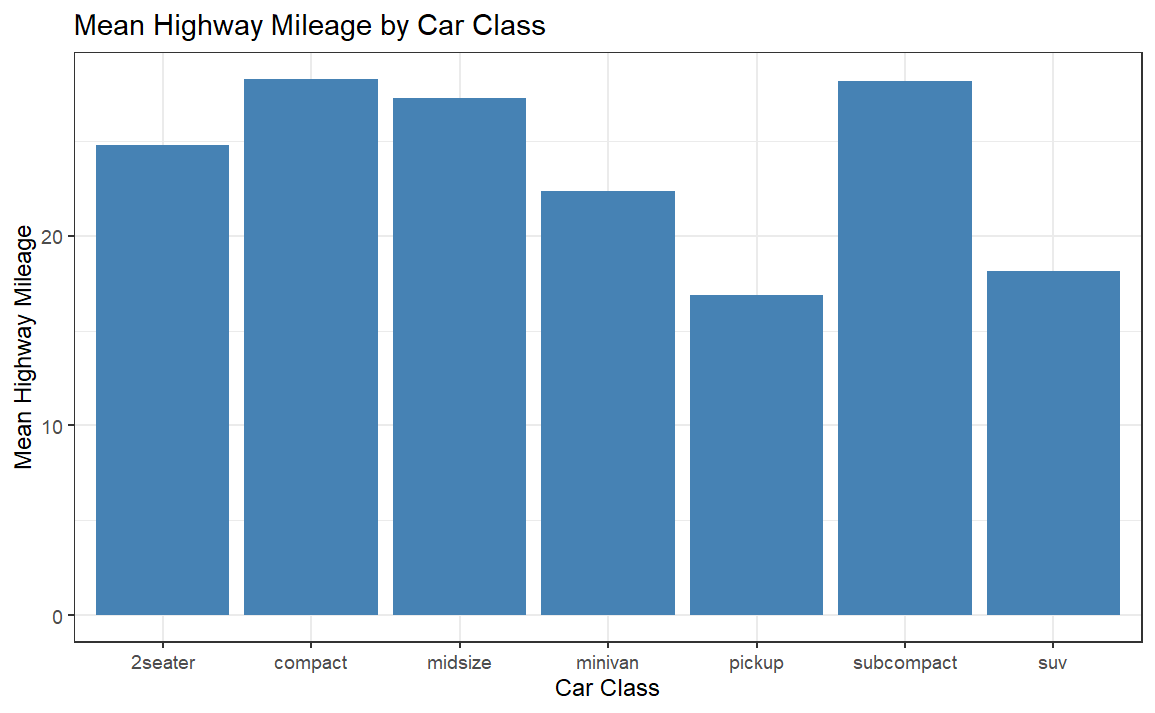 Mean Highway Mileage by Car Class
Mean Highway Mileage
20
10
0
2seater compact midsize minivan pickup subcompact suv
Car Class